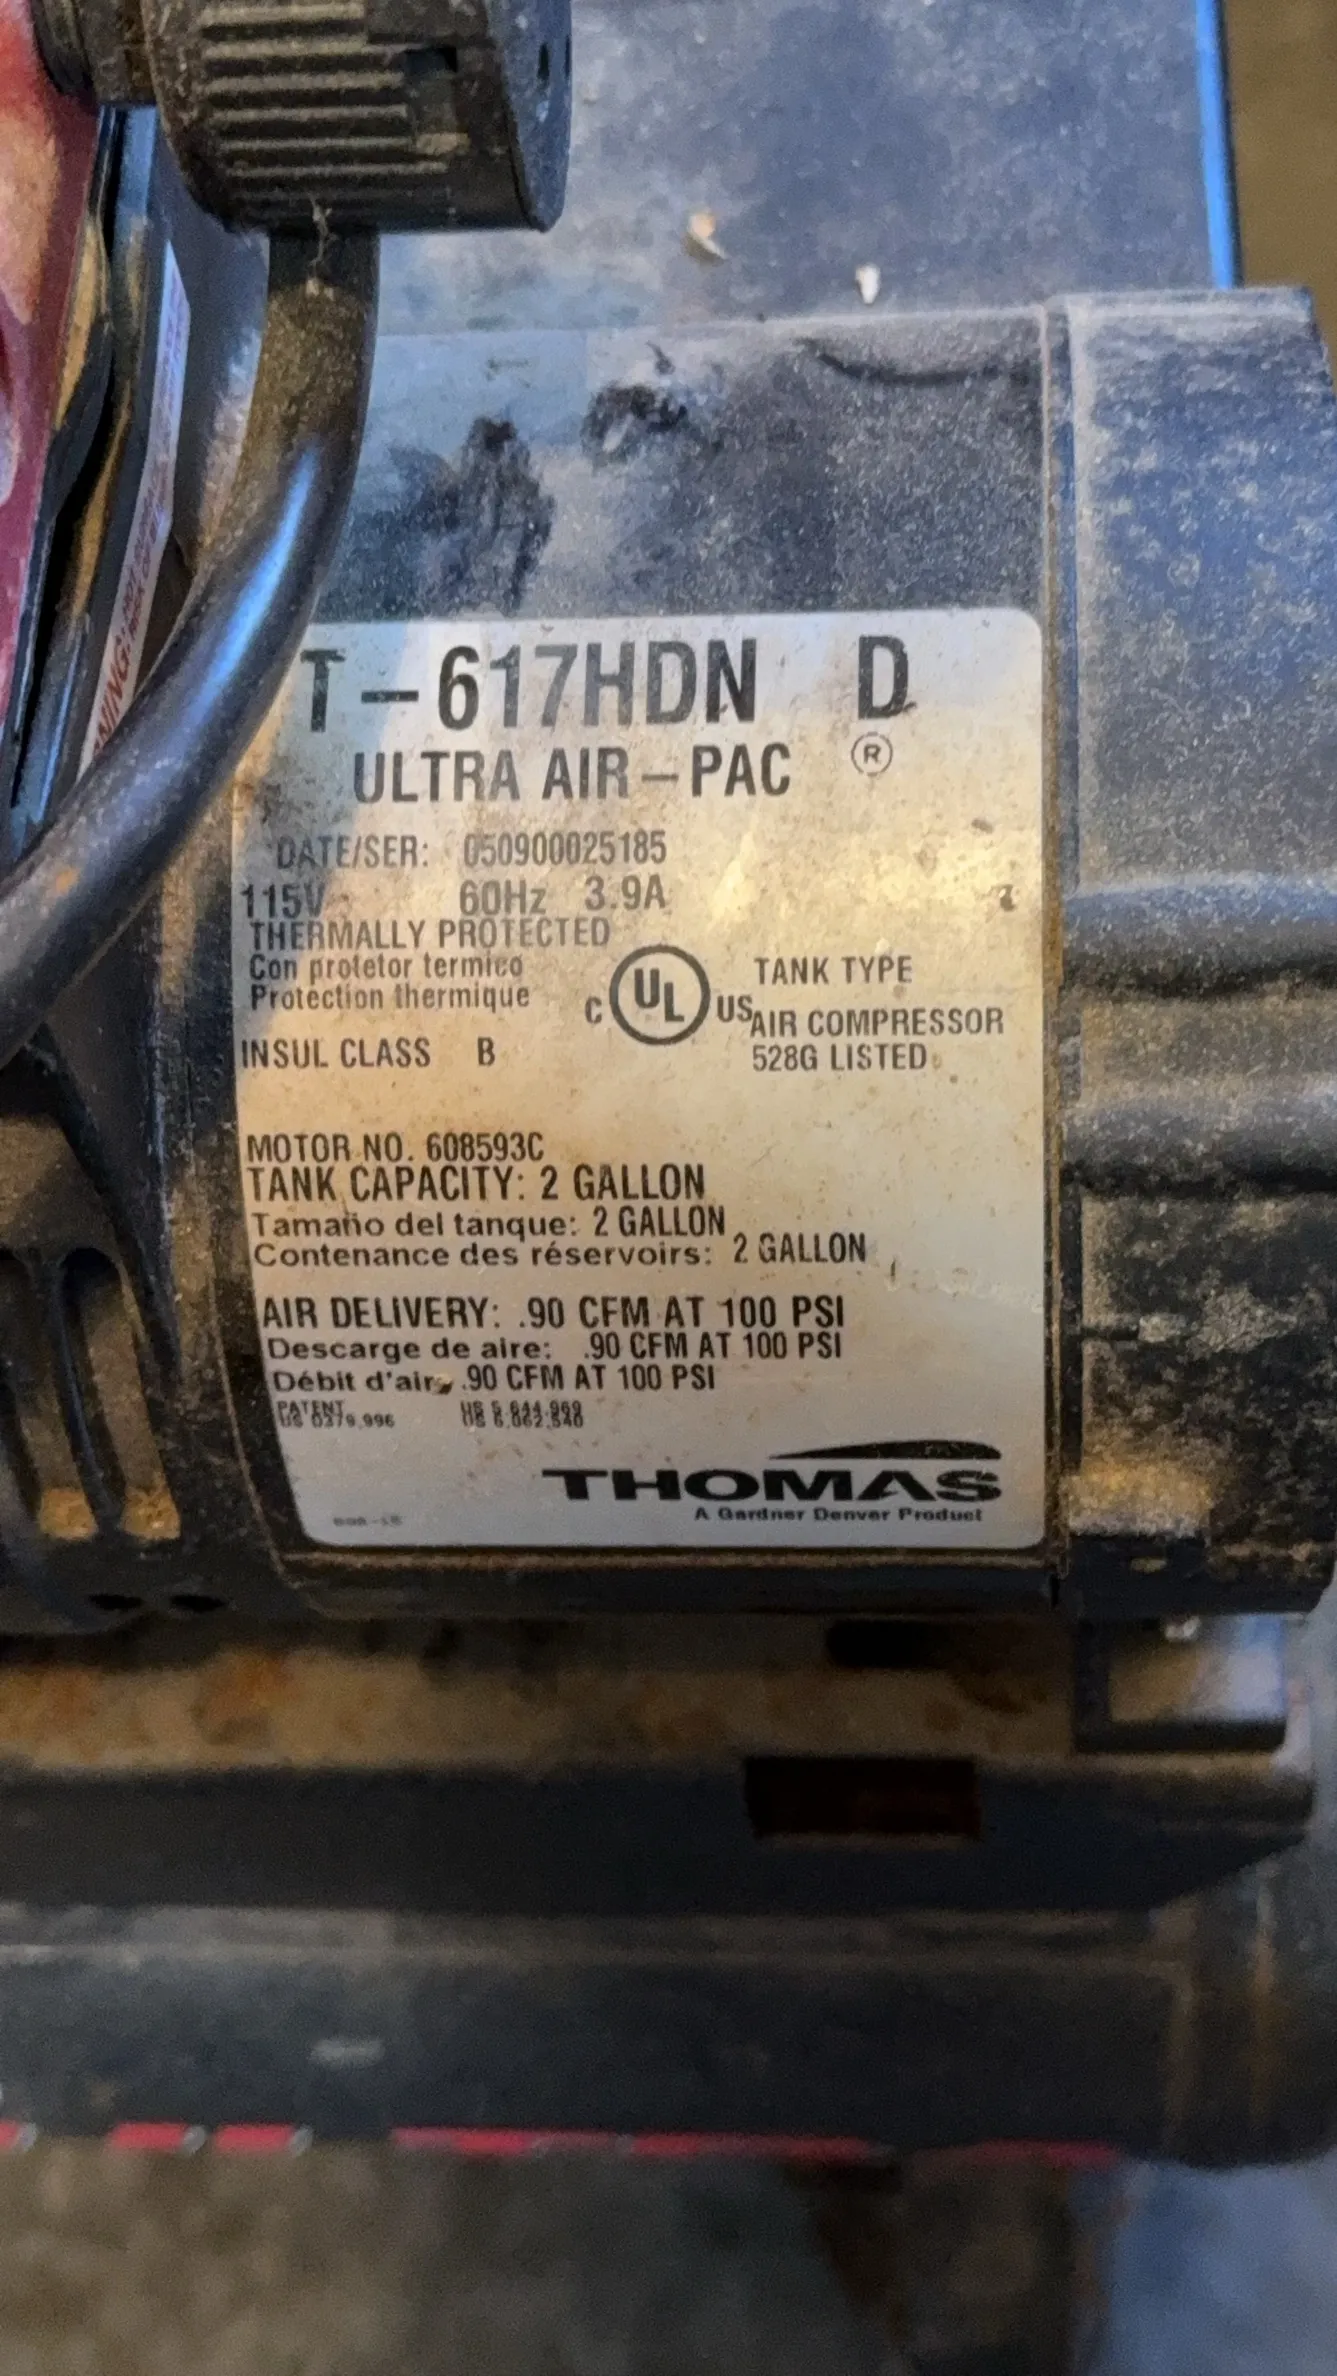 T-617HDN D
ULTRA AIR-PAC ®
DATE/SER: 050900025185
115V 60Hz 3.9A
THERMALLY PROTECTED
Con protetor termico
Protection thermique
C UL US
TANK TYPE
AIR COMPRESSOR
528G LISTED
INSUL CLASS B
MOTOR NO. 608593C
TANK CAPACITY: 2 GALLON
Tamaño del tanque: 2 GALLON
Contenance des réservoirs: 2 GALLON
AIR DELIVERY: .90 CFM AT 100 PSI
Descarge de aire: .90 CFM AT 100 PSI
Débit d'air .90 CFM AT 100 PSI
PATENT
THOMAS
A Gardner Denver Product